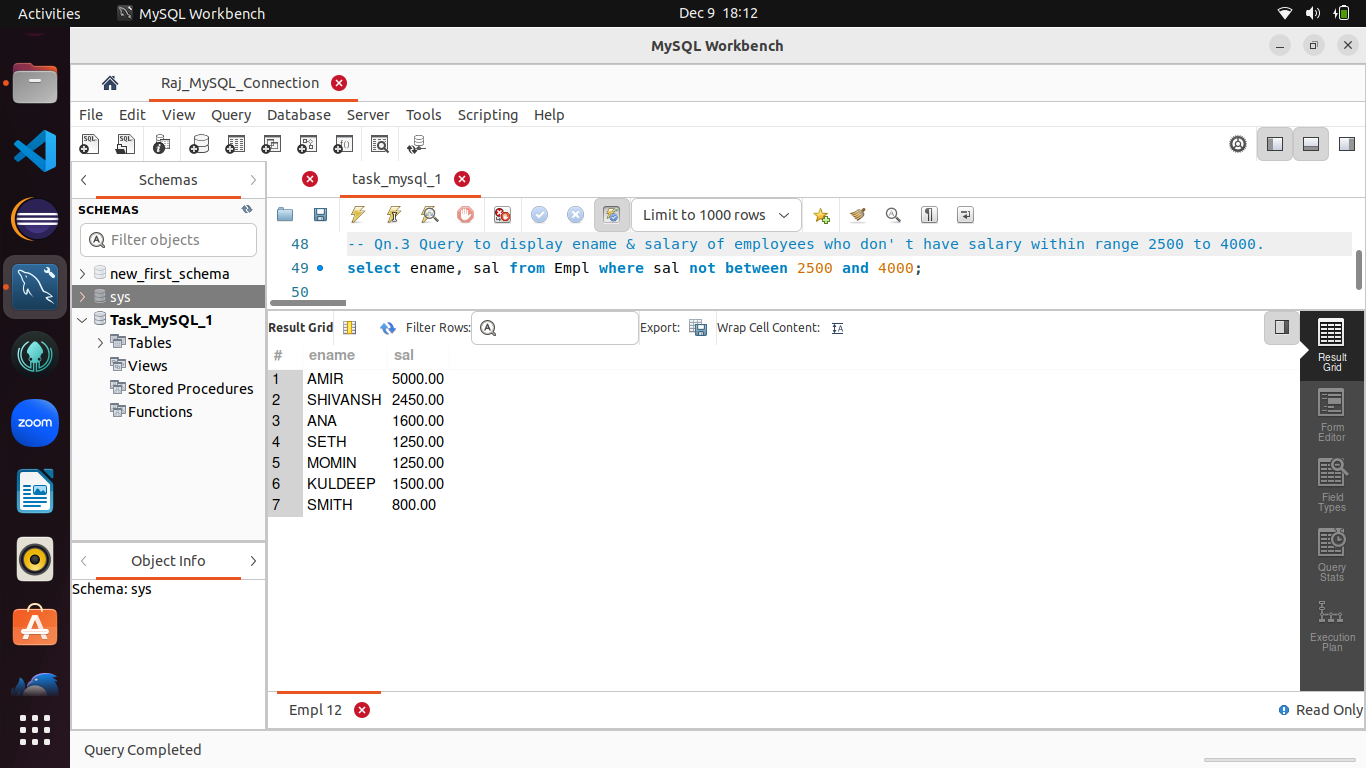 Activities MySQL Workbench Dec 9 18:12
MySQL Workbench
Raj_MySQL_Connection
File Edit View Query Database Server Tools Scripting Help
Schemas
task_mysql_1
SCHEMAS
Filter objects
new_first_schema
sys
Task_MySQL_1
Tables
Views
Stored Procedures
Functions
Object Info
Schema: sys
zoom
Limit to 1000 rows
48 -- Qn.3 Query to display ename & salary of employees who don' t have salary within range 2500 to 4000.
49 select ename, sal from Empl where sal not between 2500 and 4000;
50
Result Grid Filter Rows: Export: Wrap Cell Content:
# ename sal
1 AMIR 5000.00
2 SHIVANSH 2450.00
3 ANA 1600.00
4 SETH 1250.00
5 MOMIN 1250.00
6 KULDEEP 1500.00
7 SMITH 800.00
Result
Grid
Form
Editor
Field
Types
Query
Stats
Execution
Plan
Empl 12
Read Only
Query Completed